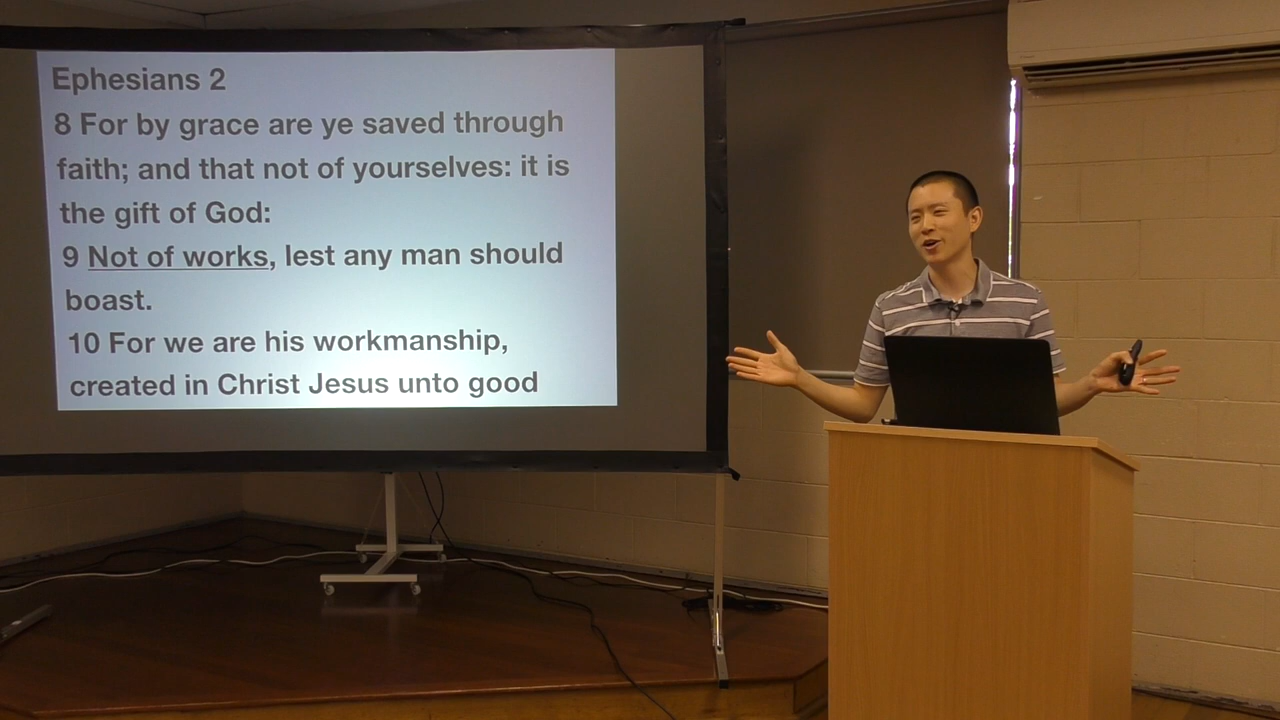 Ephesians 2
8 For by grace are ye saved through
faith; and that not of yourselves: it is
the gift of God:
9 Not of works, lest any man should
boast.
10 For we are his workmanship,
created in Christ Jesus unto good